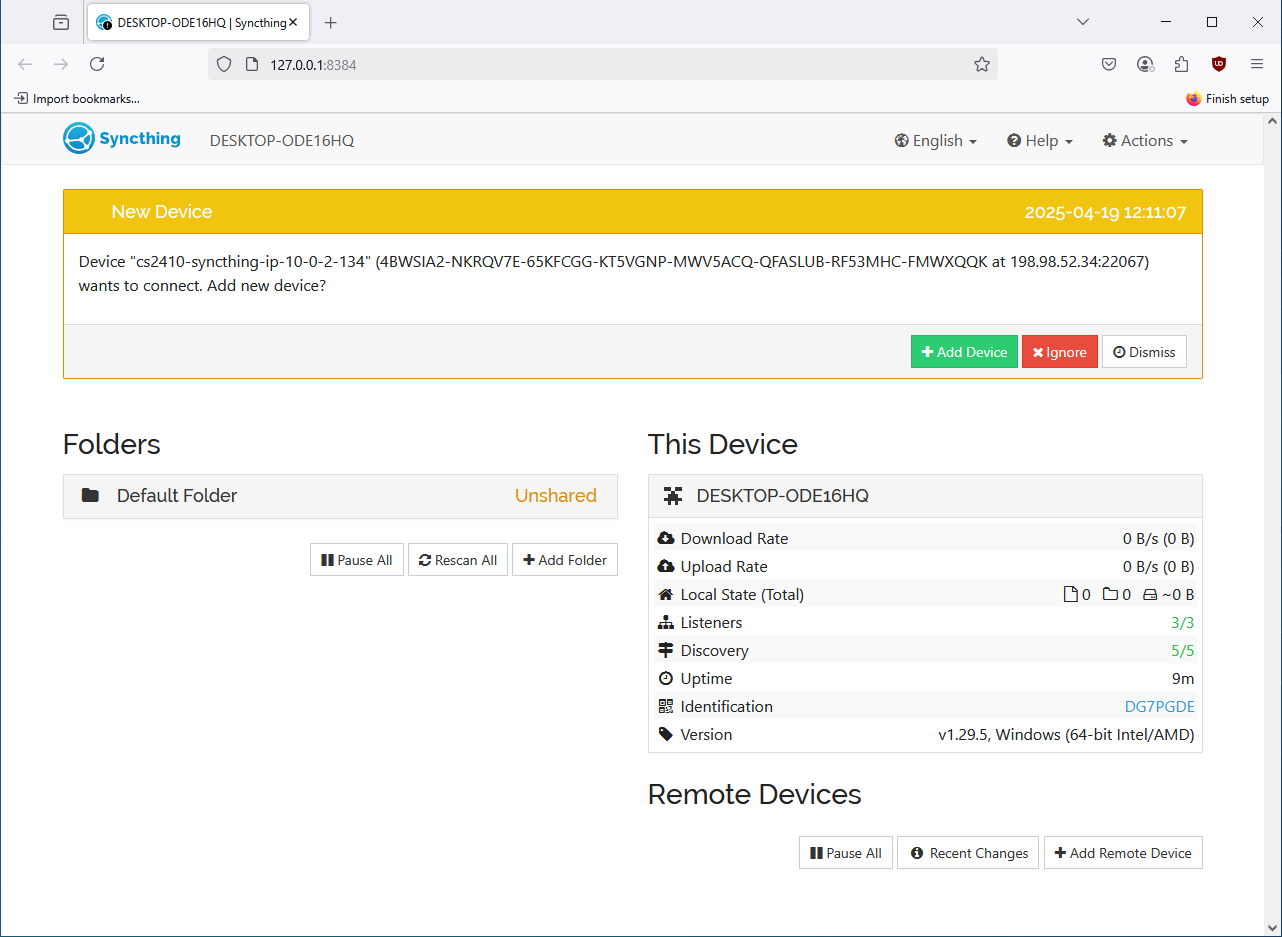 DESKTOP-ODE16HQ | Syncthing
127.0.0.1:8384
Import bookmarks...
Finish setup
Syncthing
DESKTOP-ODE16HQ
English
Help
Actions
New Device
2025-04-19 12:11:07
Device "cs2410-syncthing-ip-10-0-2-134" (4BWSIA2-NKRQV7E-65KFCGG-KT5VGNP-MWV5ACQ-QFASLUB-RF53MHC-FMWXQQK at 198.98.52.34:22067)
wants to connect. Add new device?
Add Device
Ignore
Dismiss
Folders
Default Folder
Unshared
Pause All
Rescan All
Add Folder
This Device
DESKTOP-ODE16HQ
Download Rate
0 B/s (0 B)
Upload Rate
0 B/s (0 B)
Local State (Total)
0 0 ~0 B
Listeners
3/3
Discovery
5/5
Uptime
9m
Identification
DG7PGDE
Version
v1.29.5, Windows (64-bit Intel/AMD)
Remote Devices
Pause All
Recent Changes
Add Remote Device